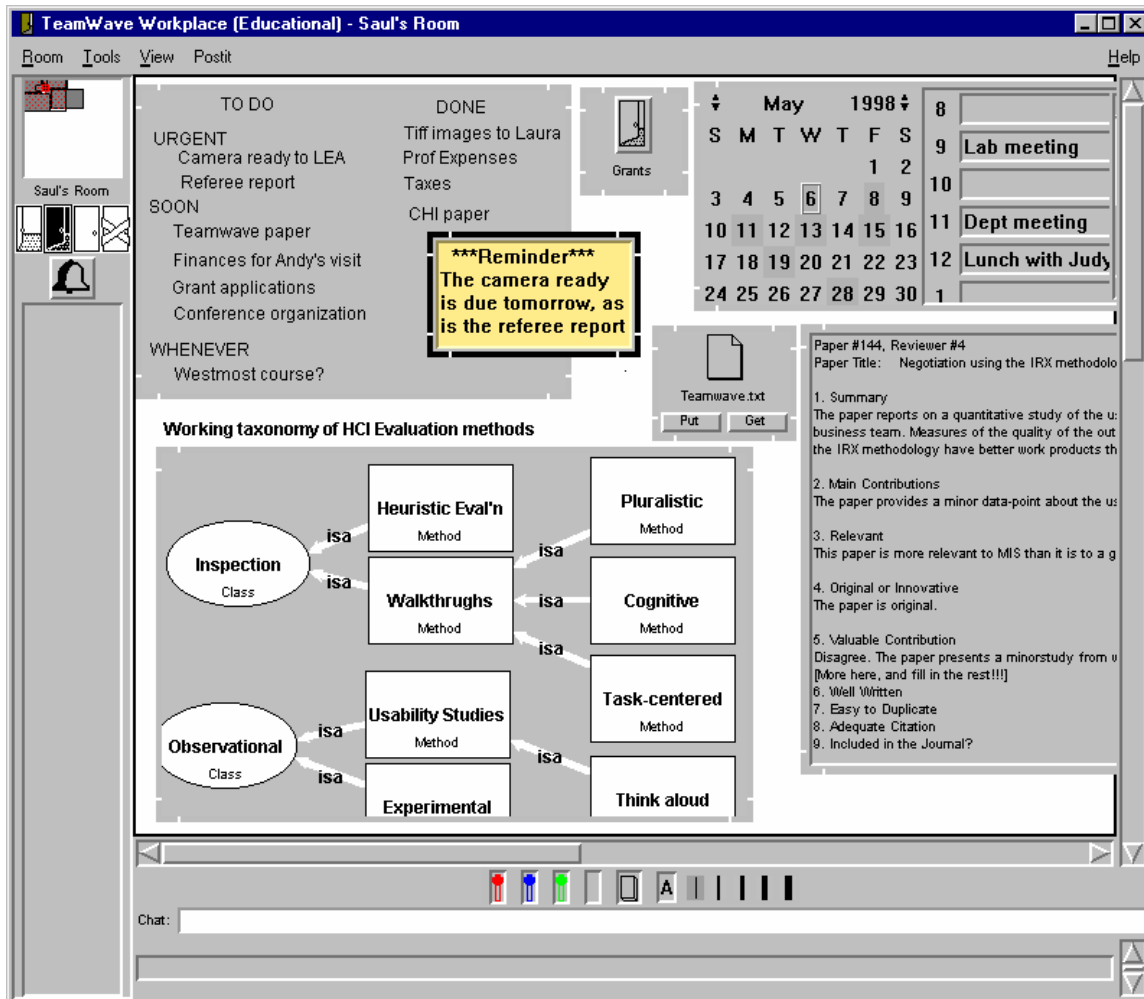 TeamWave Workplace (Educational) - Saul's Room
Room Tools View Postit Help
Saul's Room
TO DO
URGENT
Camera ready to LEA
Referee report
SOON
Teamwave paper
Finances for Andy's visit
Grant applications
Conference organization
WHENEVER
Westmost course?
DONE
Tiff images to Laura
Prof Expenses
Taxes
CHI paper
***Reminder***
The camera ready
is due tomorrow, as
is the referee report
Grants
May 1998
S M T W T F S
1 2
3 4 5 6 7 8 9
10 11 12 13 14 15 16
17 18 19 20 21 22 23
24 25 26 27 28 29 30
8
9 Lab meeting
10
11 Dept meeting
12 Lunch with Judy
1
Teamwave.txt
Put Get
Paper #144, Reviewer #4
Paper Title: Negotiation using the IRX methodolo
1. Summary
The paper reports on a quantitative study of the u
business team. Measures of the quality of the out
the IRX methodology have better work products th
2. Main Contributions
The paper provides a minor data-point about the us
3. Relevant
This paper is more relevant to MIS than it is to a g
4. Original or Innovative
The paper is original.
5. Valuable Contribution
Disagree. The paper presents a minorstudy from
[More here, and fill in the rest!!!]
6. Well Written
7. Easy to Duplicate
8. Adequate Citation
9. Included in the Journal?
Working taxonomy of HCI Evaluation methods
Inspection
Class
isa
isa
Heuristic Eval'n
Method
Walkthrughs
Method
isa
isa
isa
Pluralistic
Method
Cognitive
Method
Task-centered
Method
Observational
Class
isa
isa
Usability Studies
Method
Experimental
isa
Think aloud
A
Chat: